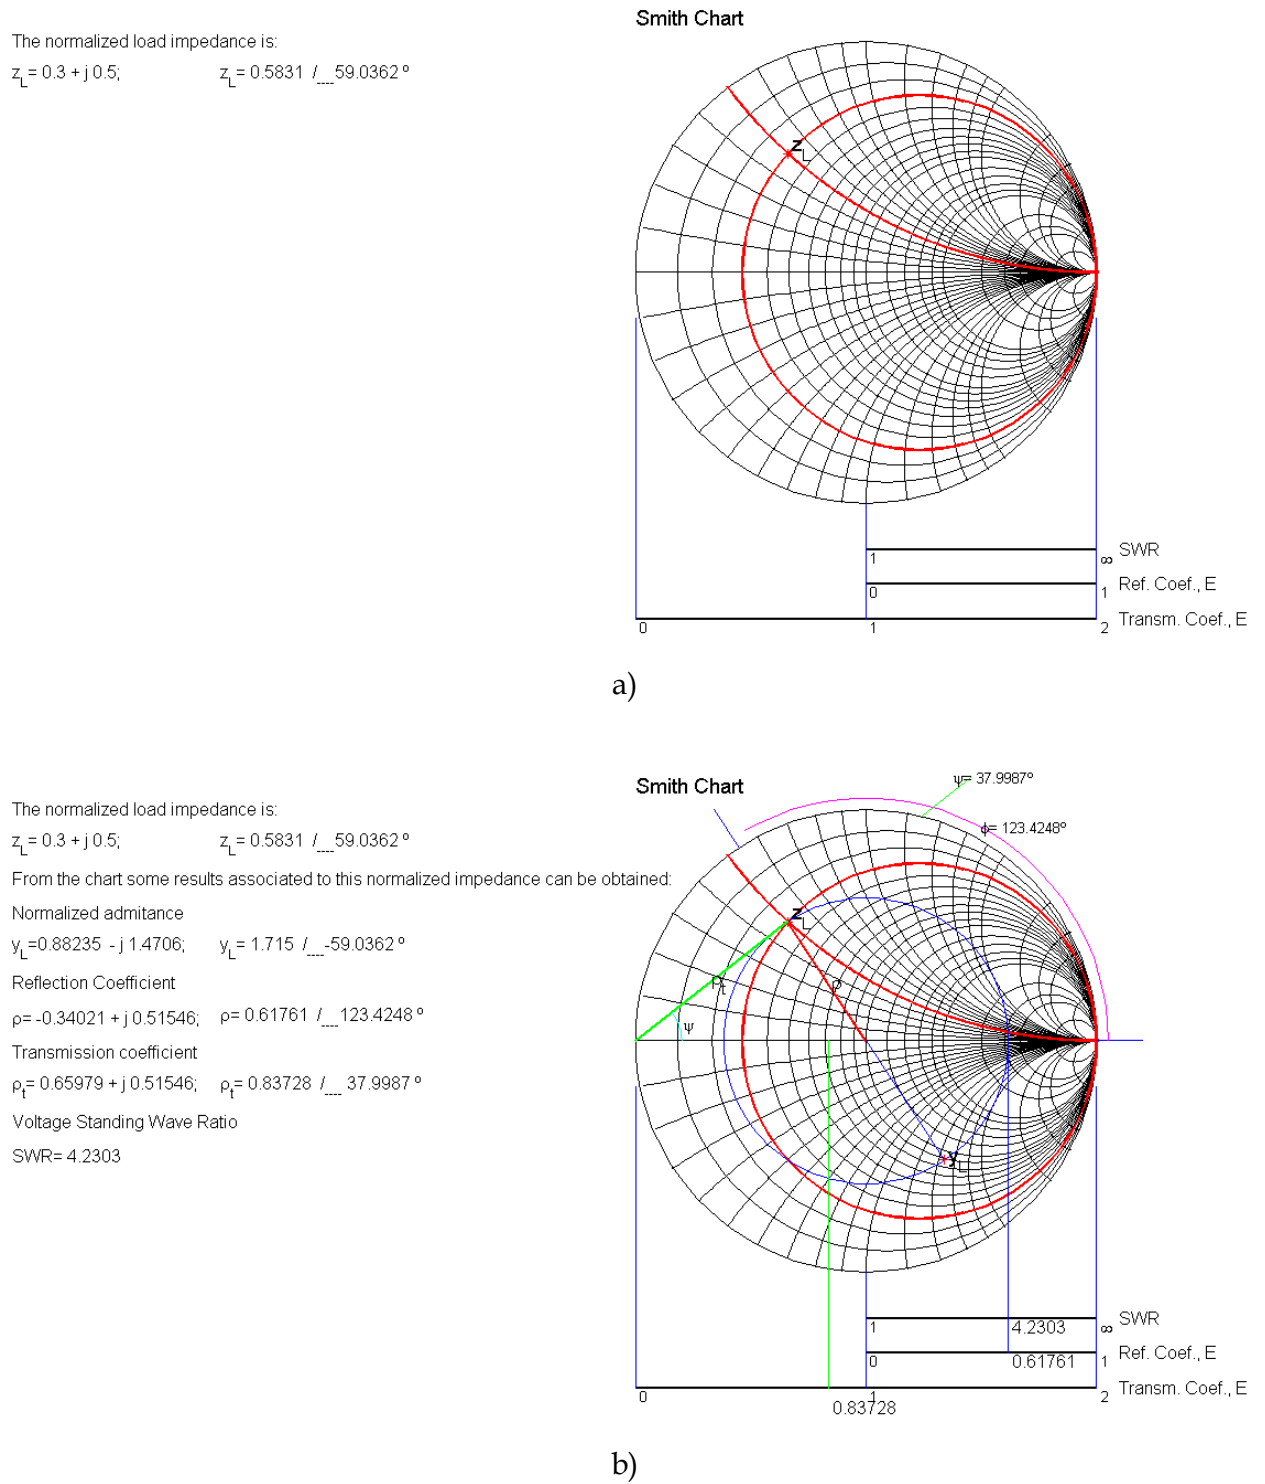 Smith Chart
The normalized load impedance is:
z_L= 0.3 + j 0.5; z_L= 0.5831 /___59.0362 º
z_L
1 ∞ SWR
0 1 Ref. Coef., E
0 1 2 Transm. Coef., E
a)
Smith Chart
ψ= 37.9987º
ϕ= 123.4248º
The normalized load impedance is:
z_L= 0.3 + j 0.5; z_L= 0.5831 /___59.0362 º
From the chart some results associated to this normalized impedance can be obtained:
Normalized admitance
y_L=0.88235 - j 1.4706; y_L= 1.715 /___-59.0362 º
Reflection Coefficient
ρ= -0.34021 + j 0.51546; ρ= 0.61761 /___123.4248 º
Transmission coefficient
ρ_t= 0.65979 + j 0.51546; ρ_t= 0.83728 /___ 37.9987 º
Voltage Standing Wave Ratio
SWR= 4.2303
z_L
ρ_t
ρ
ψ
y_L
1 4.2303 ∞ SWR
0 0.61761 1 Ref. Coef., E
0 1 2 Transm. Coef., E
0.83728
b)